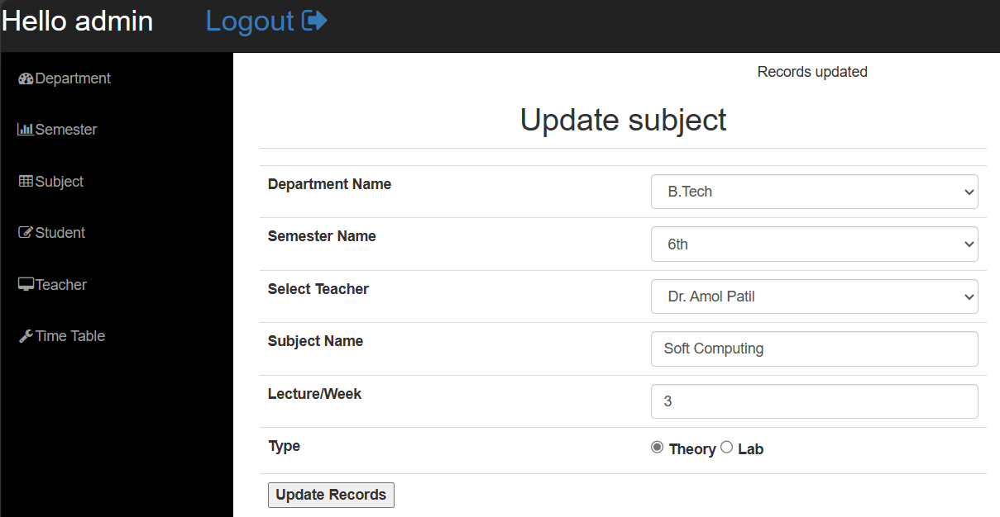 Hello admin Logout
Department
Semester
Subject
Student
Teacher
Time Table
Records updated
Update subject
Department Name B.Tech
Semester Name 6th
Select Teacher Dr. Amol Patil
Subject Name Soft Computing
Lecture/Week 3
Type Theory Lab
Update Records